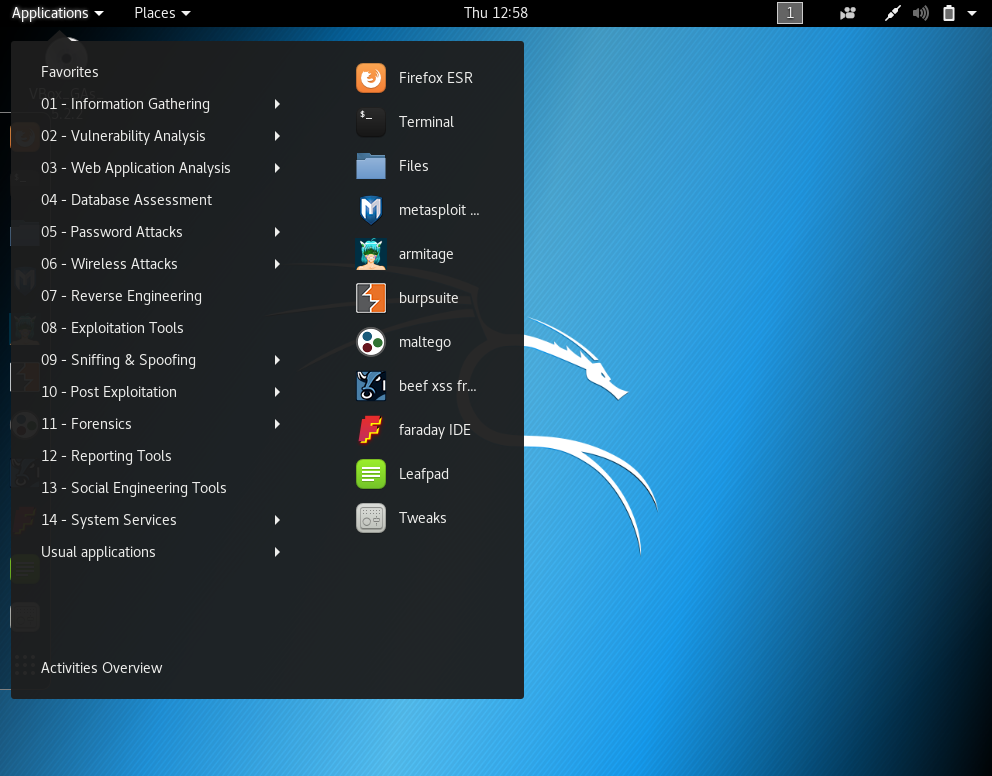 Applications Places Thu 12:58 1
Favorites
01 - Information Gathering
02 - Vulnerability Analysis
03 - Web Application Analysis
04 - Database Assessment
05 - Password Attacks
06 - Wireless Attacks
07 - Reverse Engineering
08 - Exploitation Tools
09 - Sniffing & Spoofing
10 - Post Exploitation
11 - Forensics
12 - Reporting Tools
13 - Social Engineering Tools
14 - System Services
Usual applications
Activities Overview
Firefox ESR
$_
Terminal
Files
metasploit ...
armitage
burpsuite
maltego
beef xss fr...
faraday IDE
Leafpad
Tweaks